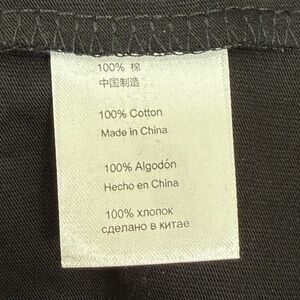 100% 棉
中国制造
100% Cotton
Made in China
100% Algodón
Hecho en China
100% хлопок
сделано в китае